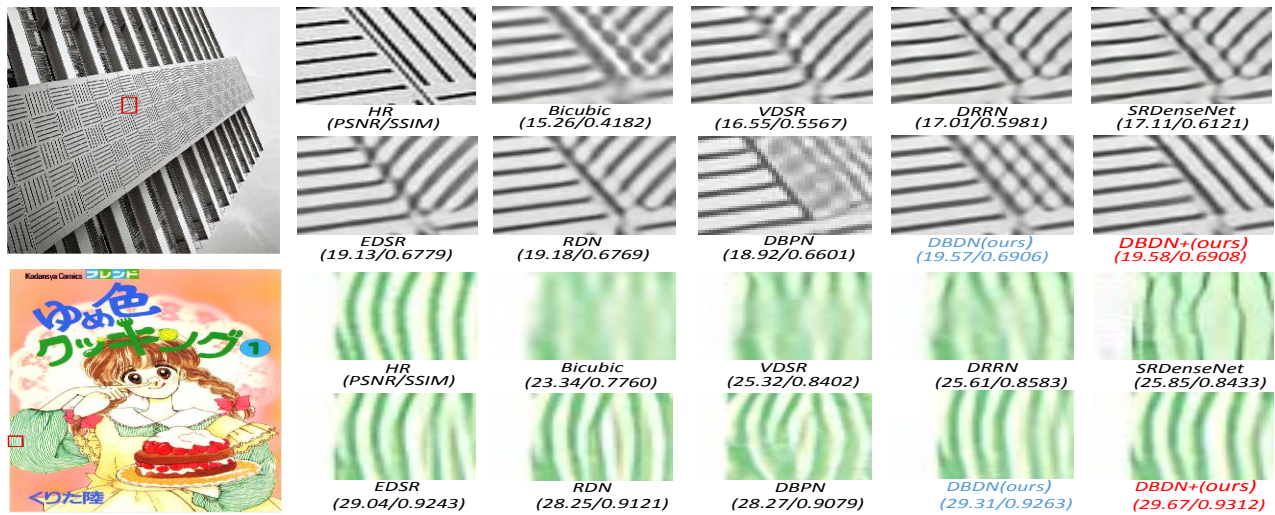 HR
(PSNR/SSIM)
Bicubic
(15.26/0.4182)
VDSR
(16.55/0.5567)
DRRN
(17.01/0.5981)
SRDenseNet
(17.11/0.6121)
EDSR
(19.13/0.6779)
RDN
(19.18/0.6769)
DBPN
(18.92/0.6601)
DBDN(ours)
(19.57/0.6906)
DBDN+(ours)
(19.58/0.6908)
Kodansya Comics フレンド
ゆめ色
クッキング 1
くりた陸
HR
(PSNR/SSIM)
Bicubic
(23.34/0.7760)
VDSR
(25.32/0.8402)
DRRN
(25.61/0.8583)
SRDenseNet
(25.85/0.8433)
EDSR
(29.04/0.9243)
RDN
(28.25/0.9121)
DBPN
(28.27/0.9079)
DBDN(ours)
(29.31/0.9263)
DBDN+(ours)
(29.67/0.9312)